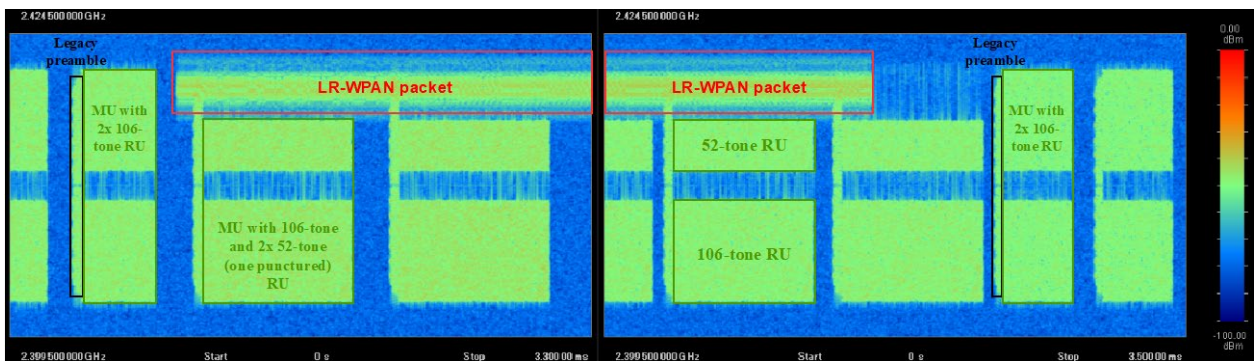 2.424 500 000 GHz
Legacy
preamble
MU with
2x 106-
tone RU
LR-WPAN packet
MU with 106-tone
and 2x 52-tone
(one punctured)
RU
2.399 500 000 GHz
Start
0 s
Stop
3.300 00 ms
2.424 500 000 GHz
LR-WPAN packet
Legacy
preamble
MU with
2x 106-
tone RU
52-tone RU
106-tone RU
2.399 500 000 GHz
Start
0 s
Stop
3.500 00 ms
0.00
dBm
-100.00
dBm